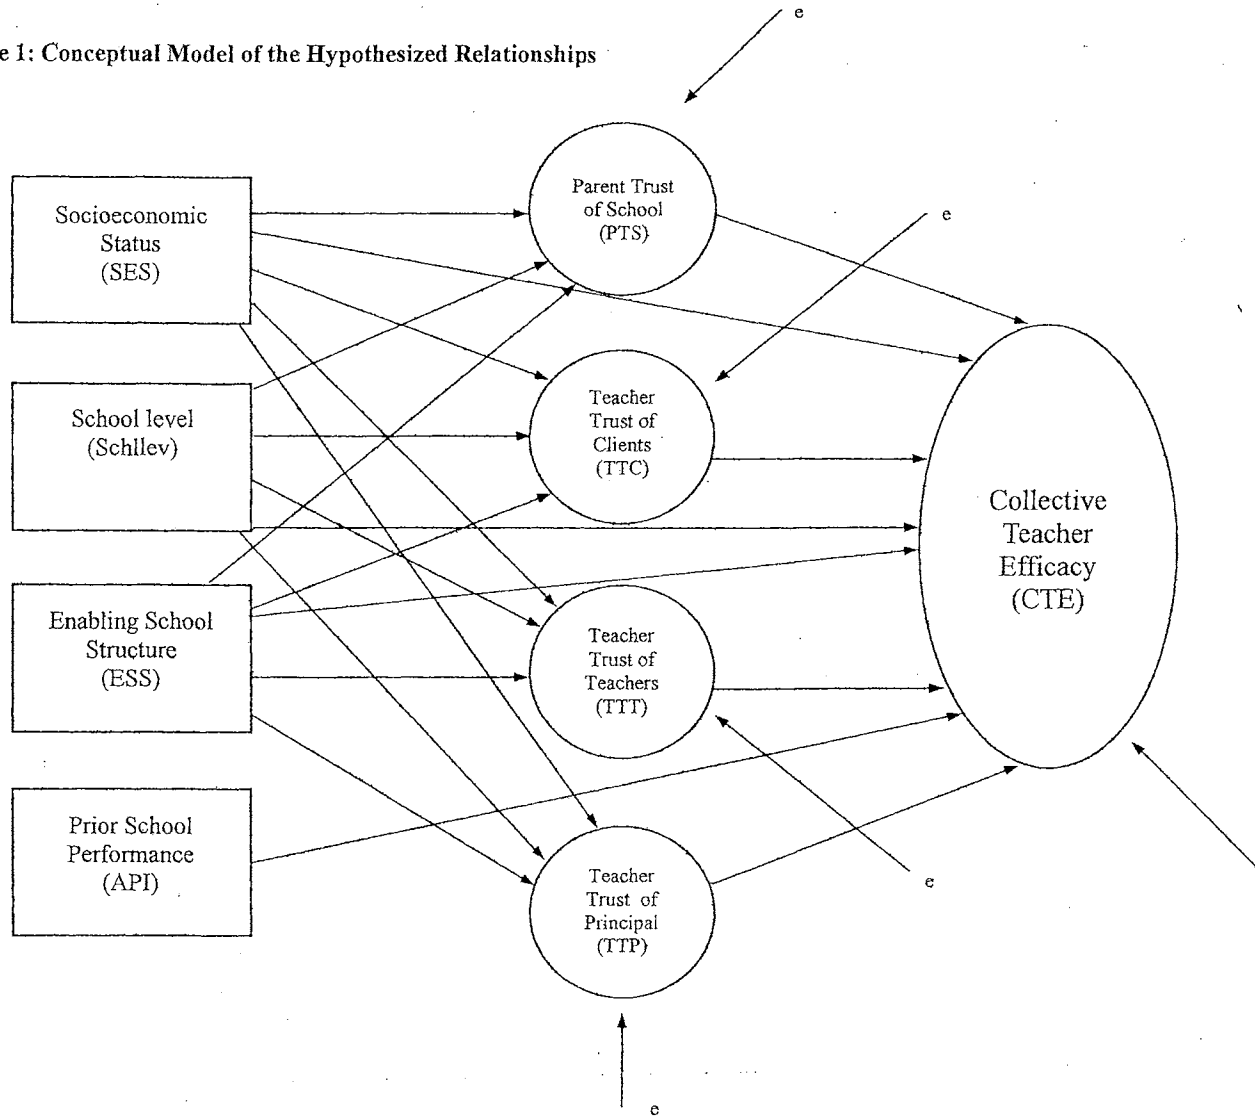 e 1: Conceptual Model of the Hypothesized Relationships
e
Parent Trust
of School
(PTS)
Socioeconomic
Status
(SES)
e
Teacher
Trust of
Clients
(TTC)
School level
(Schllev)
Collective
Teacher
Efficacy
(CTE)
Enabling School
Structure
(ESS)
Teacher
Trust of
Teachers
(TTT)
Prior School
Performance
(API)
e
Teacher
Trust of
Principal
(TTP)
e